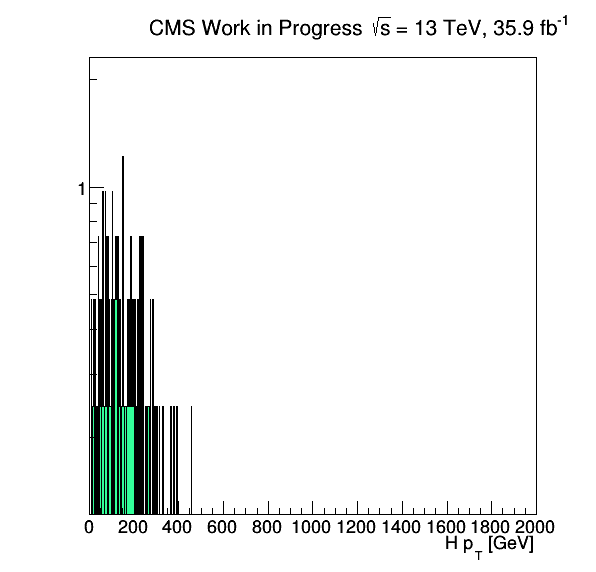 CMS Work in Progress √s = 13 TeV, 35.9 fb⁻¹
1
0 200 400 600 800 1000 1200 1400 1600 1800 2000
H p_T [GeV]